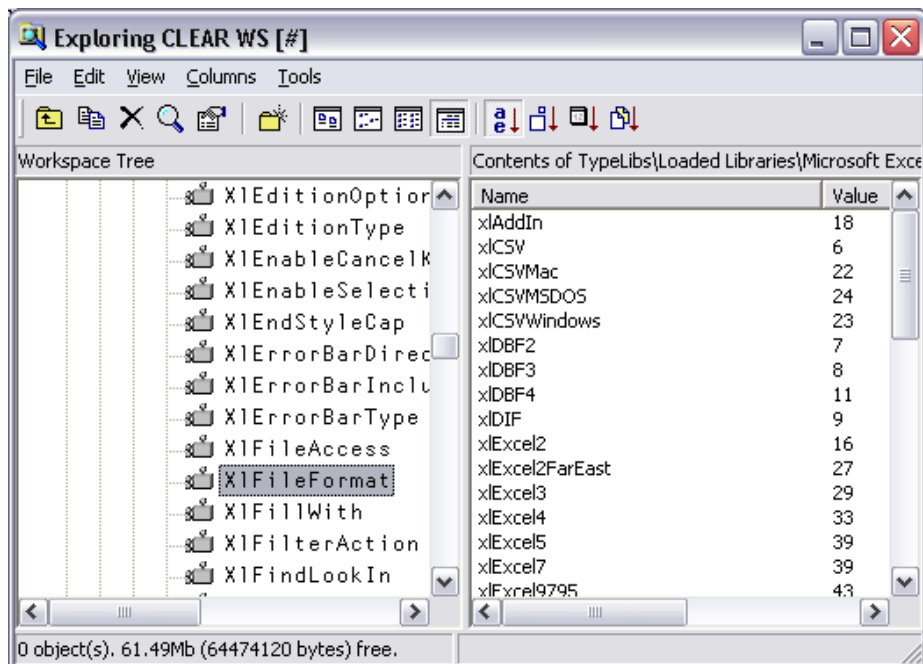 Exploring CLEAR WS [#]
File Edit View Columns Tools
Workspace Tree
Contents of TypeLibs\Loaded Libraries\Microsoft Exce
XlEditionOption
XlEditionType
XlEnableCancelK
XlEnableSelecti
XlEndStyleCap
XlErrorBarDirec
XlErrorBarInclu
XlErrorBarType
XlFileAccess
XlFileFormat
XlFillWith
XlFilterAction
XlFindLookIn
Name Value
xlAddIn 18
xlCSV 6
xlCSVMac 22
xlCSVMSDOS 24
xlCSVWindows 23
xlDBF2 7
xlDBF3 8
xlDBF4 11
xlDIF 9
xlExcel2 16
xlExcel2FarEast 27
xlExcel3 29
xlExcel4 33
xlExcel5 39
xlExcel7 39
xlExcel9795 43
0 object(s). 61.49Mb (64474120 bytes) free.